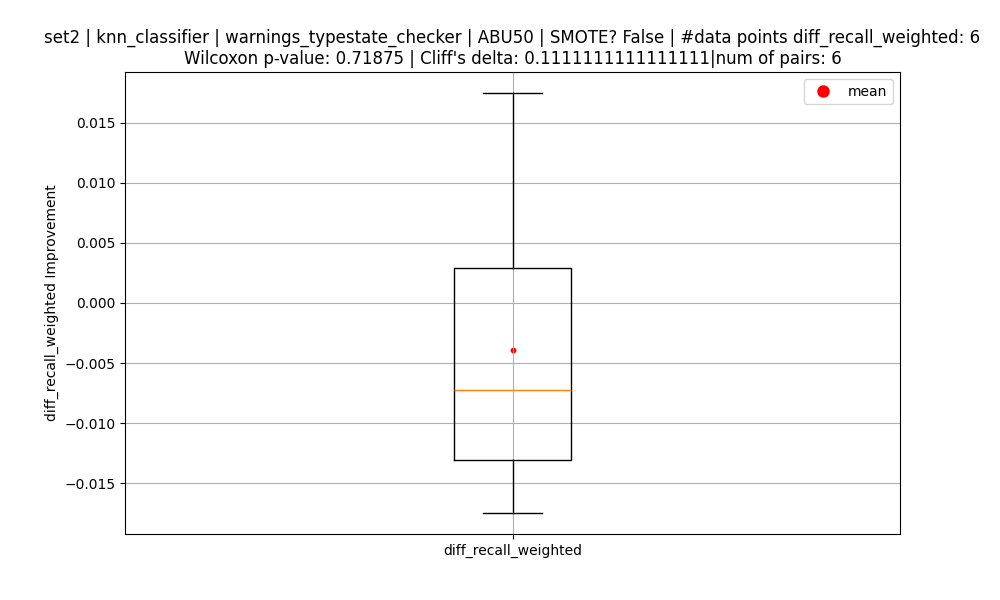 set2 | knn_classifier | warnings_typestate_checker | ABU50 | SMOTE? False | #data points diff_recall_weighted: 6
Wilcoxon p-value: 0.71875 | Cliff's delta: 0.1111111111111111|num of pairs: 6
mean
0.015
0.010
0.005
0.000
−0.005
−0.010
−0.015
diff_recall_weighted Improvement
diff_recall_weighted